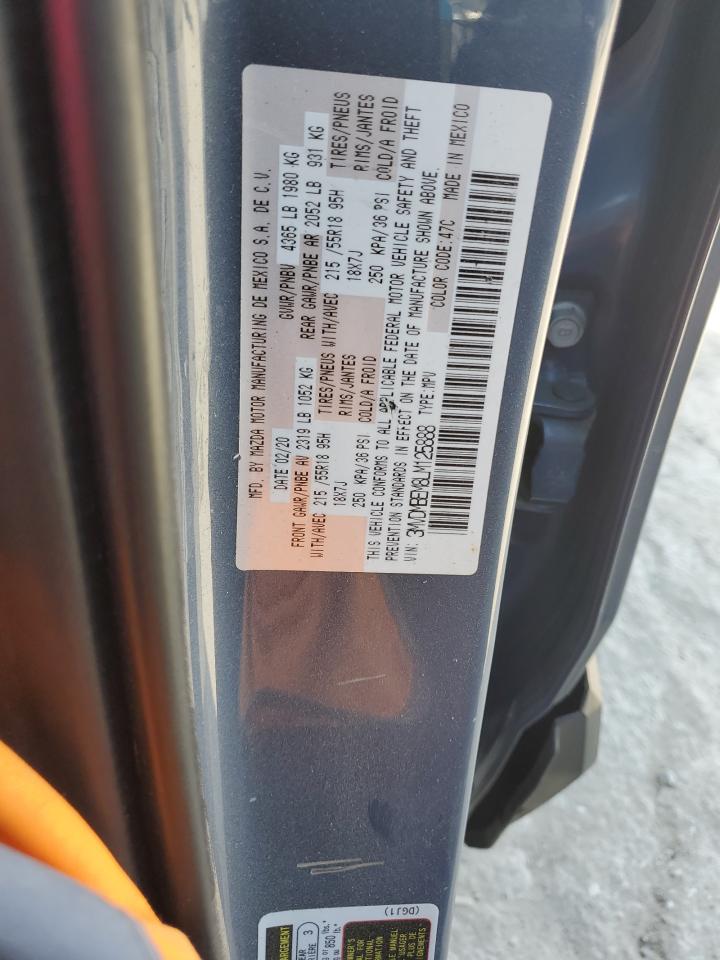 MFD. BY MAZDA MOTOR MANUFACTURING DE MEXICO S.A. DE C.V.
DATE 02/20 GVWR/PNBV 4365 LB 1980 KG
FRONT GAWR/PNBE AV 2319 LB 1052 KG REAR GAWR/PNBE AR 2052 LB 931 KG
WITH/AVEC 215 /55R18 95H TIRES/PNEUS WITH/AVEC 215 /55R18 95H TIRES/PNEUS
18X7J RIMS/JANTES 18X7J RIMS/JANTES
250 KPA/36 PSI COLD/A FROID 250 KPA/36 PSI COLD/A FROID
THIS VEHICLE CONFORMS TO ALL APPLICABLE FEDERAL MOTOR VEHICLE SAFETY AND THEFT
PREVENTION STANDARDS IN EFFECT ON THE DATE OF MANUFACTURE SHOWN ABOVE.
VIN: 3MVDMBEM8LM125888 TYPE:MPV COLOR CODE:47C MADE IN MEXICO
(DGJ1)
3
850 lb.*